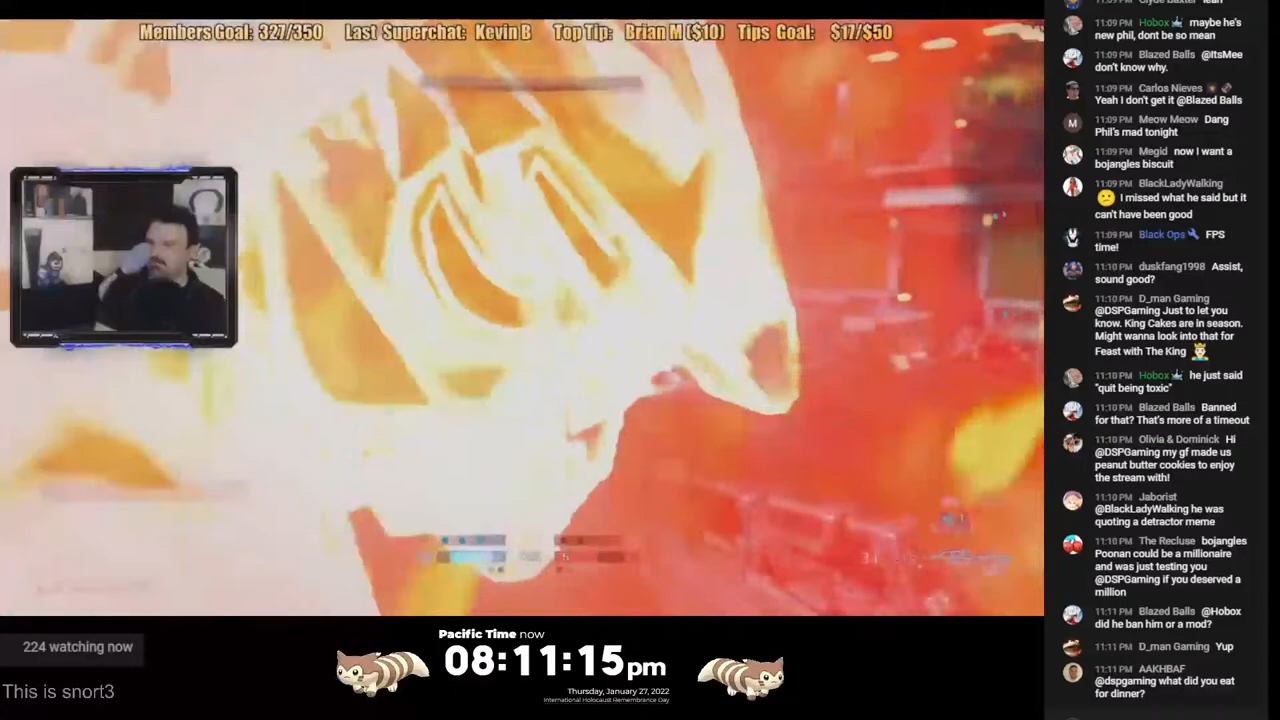 Members Goal: 327/350 Last Superchat: Kevin B Top Tip: Brian M ($10) Tips Goal: $17/$50
11:09 PM Hobox maybe he's
new phil, dont be so mean
11:09 PM Blazed Balls @ItsMee
don't know why.
11:09 PM Carlos Nieves
Yeah I don't get it @Blazed Balls
M
11:09 PM Meow Meow Dang
Phil's mad tonight
11:09 PM Megid now I want a
bojangles biscuit
11:09 PM BlackLadyWalking
I missed what he said but it
can't have been good
11:09 PM Black Ops FPS
time!
11:10 PM duskfang1998 Assist,
sound good?
11:10 PM D_man Gaming
@DSPGaming Just to let you
know. King Cakes are in season.
Might wanna look into that for
Feast with The King
11:10 PM Hobox he just said
"quit being toxic"
11:10 PM Blazed Balls Banned
for that? That's more of a timeout
11:10 PM Olivia & Dominick Hi
@DSPGaming my gf made us
peanut butter cookies to enjoy
the stream with!
11:10 PM Jaborist
@BlackLadyWalking he was
quoting a detractor meme
11:10 PM The Recluse bojangles
Poonan could be a millionaire
and was just testing you
@DSPGaming if you deserved a
million
11:11 PM Blazed Balls @Hobox
did he ban him or a mod?
11:11 PM D_man Gaming Yup
11:11 PM AAKHBAF
@dspgaming what did you eat
for dinner?
224 watching now
This is snort3
Pacific Time now
08:11:15pm
Thursday, January 27, 2022
International Holocaust Remembrance Day